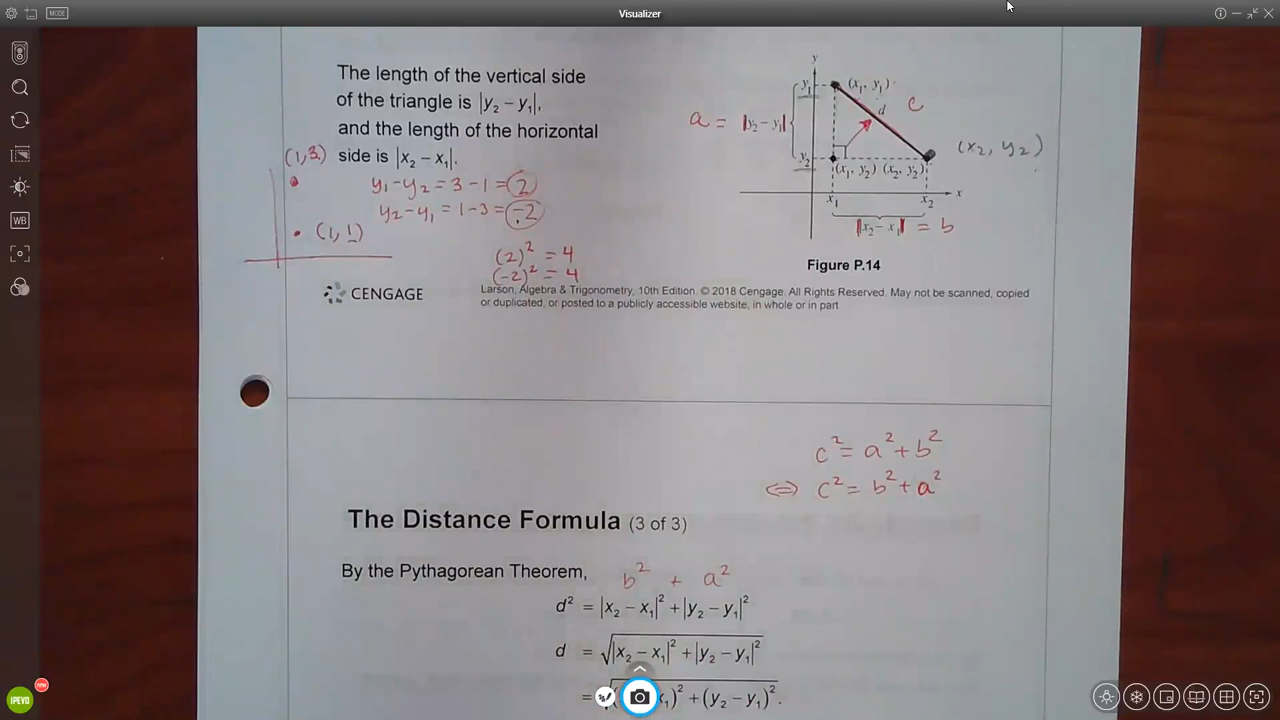 MODE
Visualizer
The length of the vertical side
of the triangle is |y₂ − y₁|,
and the length of the horizontal
side is |x₂ − x₁|.
(1,3)
y₁−y₂ = 3 − 1 = 2
y₂−y₁ = 1−3 = −2
(1, 1)
(2)² = 4
(−2)² = 4
y
y₁
(x₁, y₁)
d
c
a = |y₂ − y₁|
(x₂, y₂)
y₂
(x₁, y₂) (x₂, y₂)
x
x₁
x₂
|x₂ − x₁| = b
Figure P.14
CENGAGE
Larson, Algebra & Trigonometry, 10th Edition. © 2018 Cengage. All Rights Reserved. May not be scanned, copied
or duplicated, or posted to a publicly accessible website, in whole or in part
c² = a² + b²
⇔ c² = b² + a²
The Distance Formula (3 of 3)
By the Pythagorean Theorem,
b² + a²
d² = |x₂ − x₁|² + |y₂ − y₁|²
d = √|x₂ − x₁|² + |y₂ − y₁|²
= √( x₁)² + (y₂ − y₁)².
WB
IPEVO